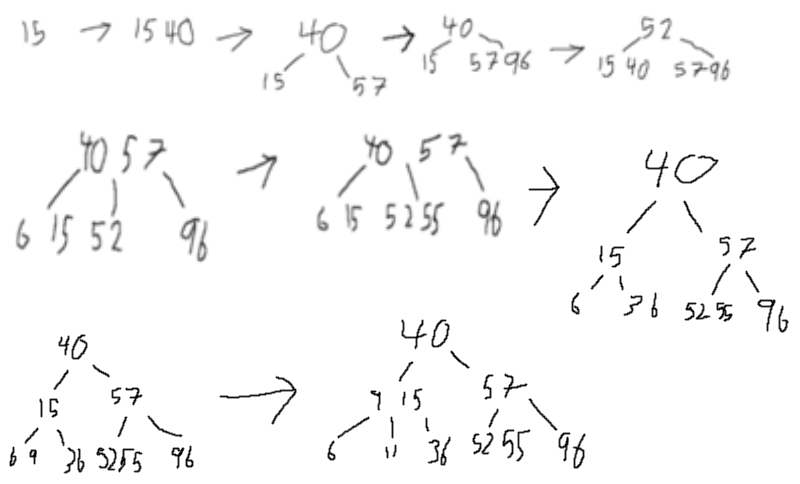 15 → 15 40 → 40 → 40 → 52
15 57 15 57 96 15 40 57 96
40 57 → 40 57 → 40
6 15 52 96 6 15 52 55 96 15 57
6 36 52 55 96
40 → 40
15 57 9 15 57
6 9 36 52 55 96 6 11 36 52 55 96